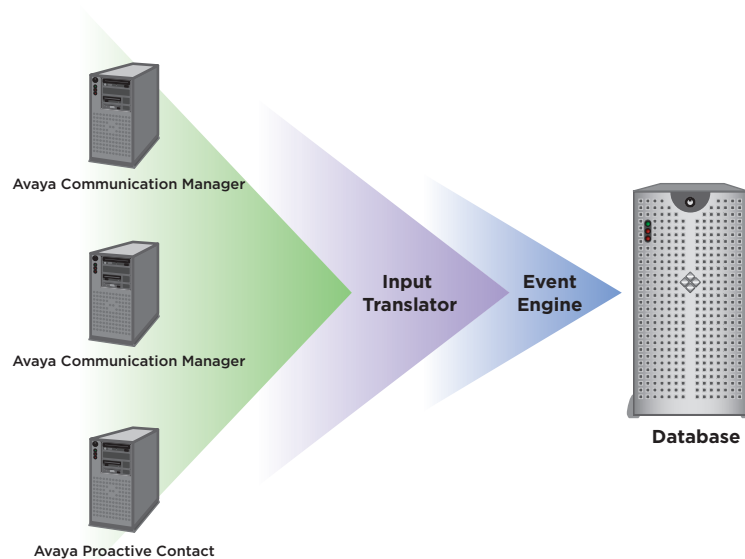 Avaya Communication Manager
Avaya Communication Manager
Avaya Proactive Contact
Input
Translator
Event
Engine
Database